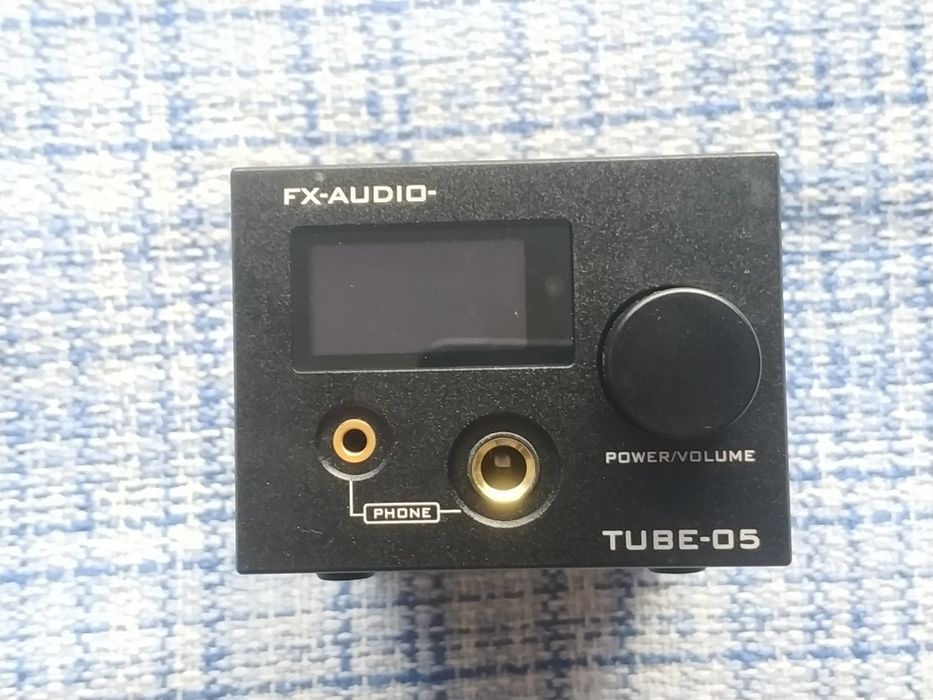 FX-AUDIO-
POWER/VOLUME
PHONE
TUBE-05